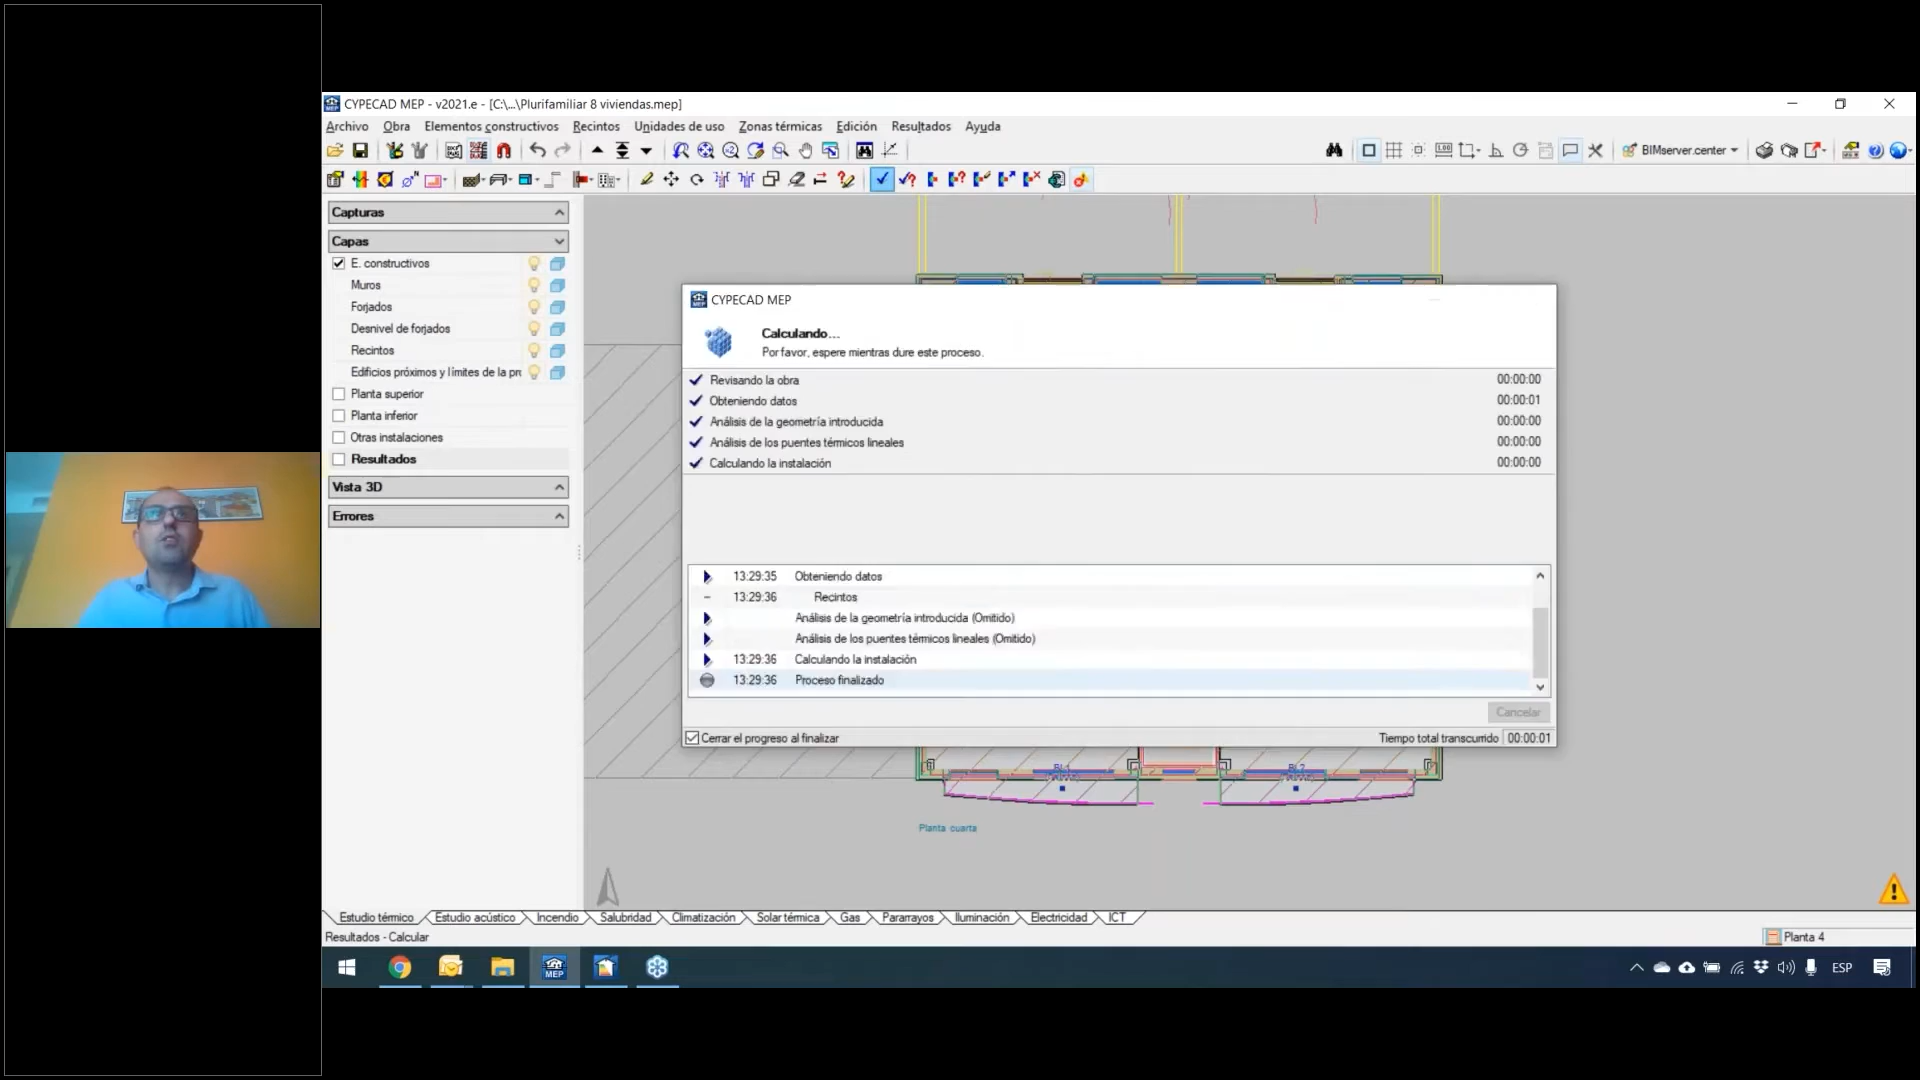 CYPECAD MEP - v2021.e - [C:\...\Plurifamiliar 8 viviendas.mep]
Archivo Obra Elementos constructivos Recintos Unidades de uso Zonas térmicas Edición Resultados Ayuda
BIMserver.center
Capturas
Capas
E. constructivos
Muros
Forjados
Desnivel de forjados
Recintos
Edificios próximos y límites de la pro
Planta superior
Planta inferior
Otras instalaciones
Resultados
Vista 3D
Errores
CYPECAD MEP
Calculando...
Por favor, espere mientras dure este proceso.
Revisando la obra 00:00:00
Obteniendo datos 00:00:01
Análisis de la geometría introducida 00:00:00
Análisis de los puentes térmicos lineales 00:00:00
Calculando la instalación 00:00:00
13:29:35 Obteniendo datos
13:29:36 Recintos
Análisis de la geometría introducida (Omitido)
Análisis de los puentes térmicos lineales (Omitido)
13:29:36 Calculando la instalación
13:29:36 Proceso finalizado
Cancelar
Cerrar el progreso al finalizar Tiempo total transcurrido 00:00:01
Planta cuarta
Estudio térmico Estudio acústico Incendio Salubridad Climatización Solar térmica Gas Pararrayos Iluminación Electricidad ICT
Resultados - Calcular Planta 4
MEP ESP